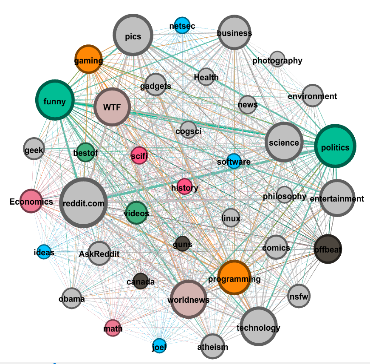 netsec
pics
business
gaming
photography
Health
gadgets
environment
funny
WTF
news
cogsci
science
politics
geek
bestof
scifi
software
history
Economics
reddit.com
philosophy
entertainment
videos
linux
guns
comics
offbeat
ideas
AskReddit
canada
programming
obama
worldnews
nsfw
math
technology
joel
atheism